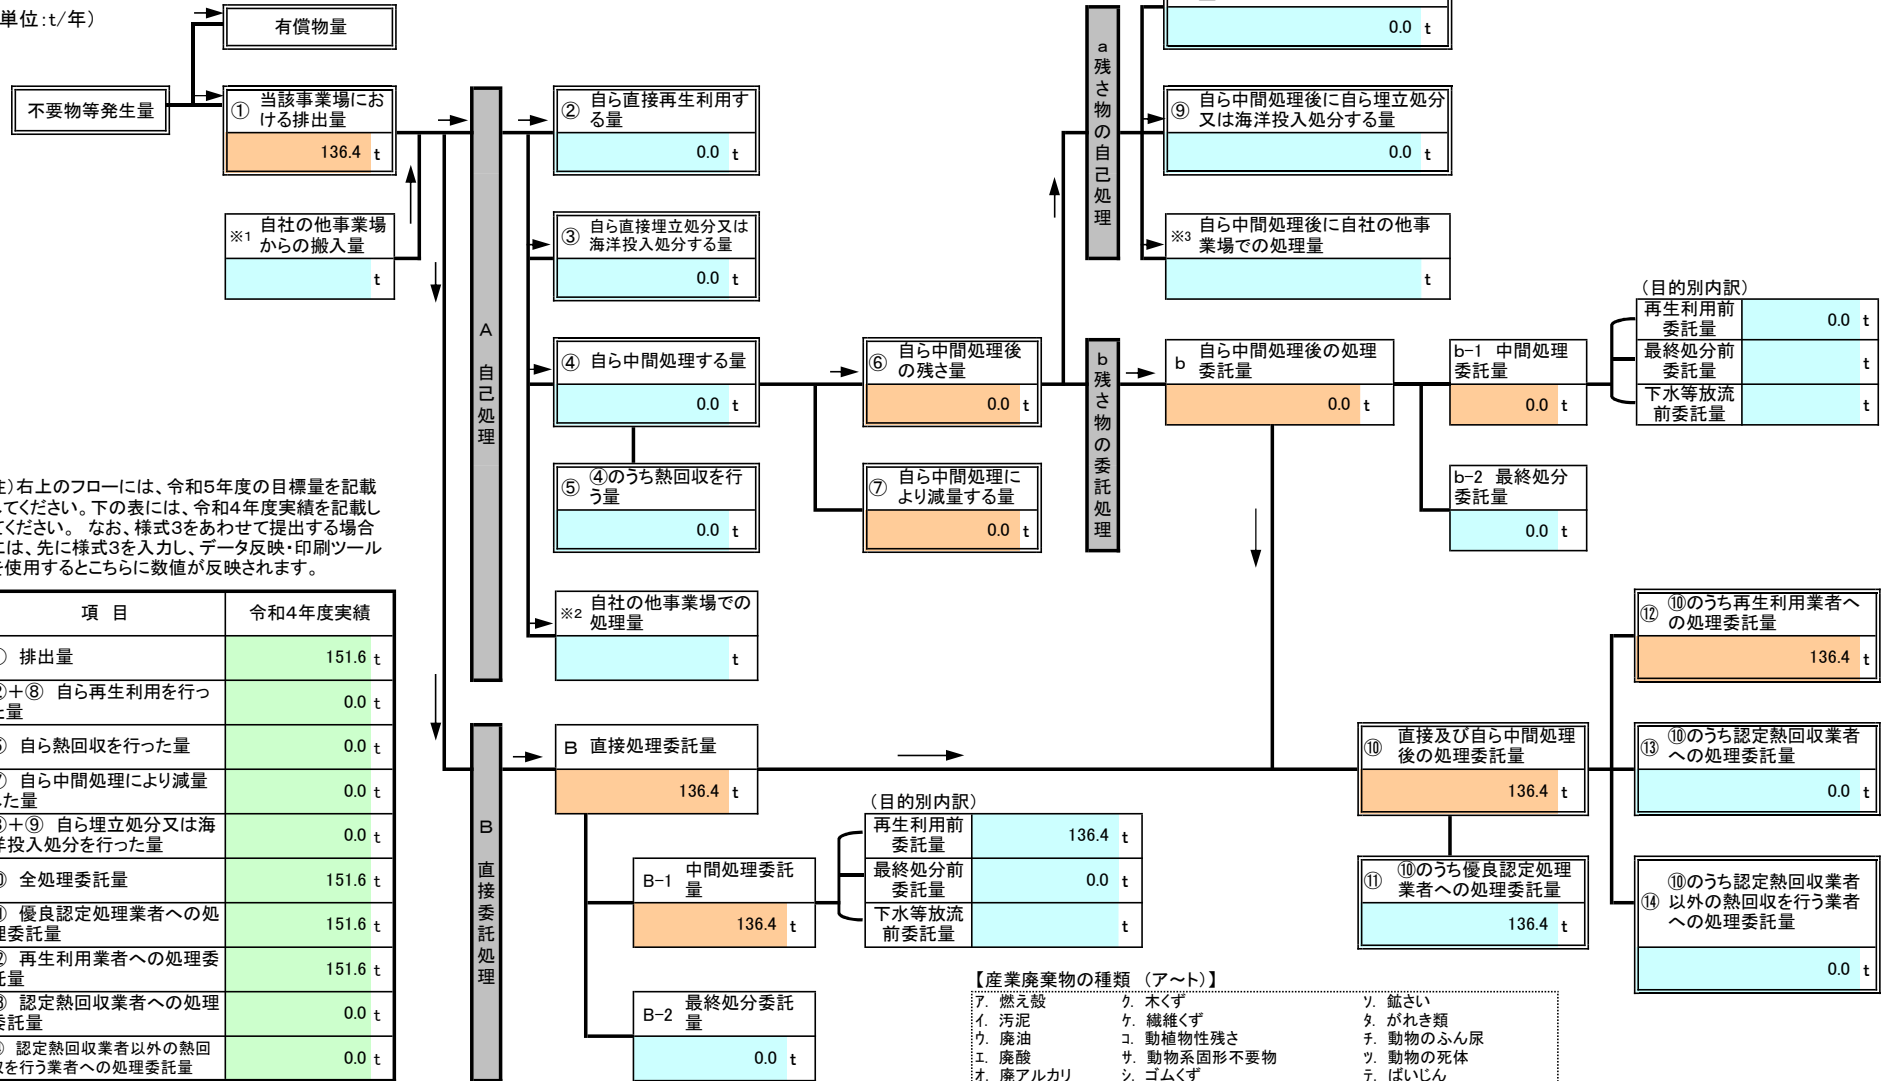 単位:t/年)
有償物量
不要物等発生量
① 当該事業場にお
ける排出量
136.4 t
※1 自社の他事業場
からの搬入量
t
A 自己処理
② 自ら直接再生利用す
る量
0.0 t
③ 自ら直接埋立処分又は
海洋投入処分する量
0.0 t
④ 自ら中間処理する量
0.0 t
⑤ ④のうち熱回収を行
う量
0.0 t
※2 自社の他事業場での
処理量
t
⑥ 自ら中間処理後
の残さ量
0.0 t
⑦ 自ら中間処理に
より減量する量
0.0 t
a 残さ物の自己処理
0.0 t
⑨ 自ら中間処理後に自ら埋立処分
又は海洋投入処分する量
0.0 t
※3 自ら中間処理後に自社の他事
業場での処理量
t
b 残さ物の委託処理
b 自ら中間処理後の処理
委託量
0.0 t
b-1 中間処理
委託量
0.0 t
b-2 最終処分
委託量
0.0 t
(目的別内訳)
再生利用前
委託量
0.0 t
最終処分前
委託量
t
下水等放流
前委託量
t
注)右上のフローには、令和5年度の目標量を記載
してください。下の表には、令和4年度実績を記載し
てください。 なお、様式3をあわせて提出する場合
には、先に様式3を入力し、データ反映・印刷ツール
を使用するとこちらに数値が反映されます。
項 目 令和4年度実績
① 排出量 151.6 t
②+⑧ 自ら再生利用を行っ
た量 0.0 t
⑤ 自ら熱回収を行った量 0.0 t
⑦ 自ら中間処理により減量
した量 0.0 t
③+⑨ 自ら埋立処分又は海
洋投入処分を行った量 0.0 t
⑩ 全処理委託量 151.6 t
⑪ 優良認定処理業者への処
理委託量 151.6 t
⑫ 再生利用業者への処理委
託量 151.6 t
⑬ 認定熱回収業者への処理
委託量 0.0 t
⑭ 認定熱回収業者以外の熱回
収を行う業者への処理委託量 0.0 t
B 直接委託処理
B 直接処理委託量
136.4 t
B-1 中間処理委託
量
136.4 t
B-2 最終処分委託
量
0.0 t
(目的別内訳)
再生利用前
委託量
136.4 t
最終処分前
委託量
0.0 t
下水等放流
前委託量
t
⑩ 直接及び自ら中間処理
後の処理委託量
136.4 t
⑪ ⑩のうち優良認定処理
業者への処理委託量
136.4 t
⑫ ⑩のうち再生利用業者へ
の処理委託量
136.4 t
⑬ ⑩のうち認定熱回収業者
への処理委託量
0.0 t
⑭ ⑩のうち認定熱回収業者
以外の熱回収を行う業者
への処理委託量
0.0 t
【産業廃棄物の種類 (ア～ト)】
ア. 燃え殻 ク. 木くず ソ. 鉱さい
イ. 汚泥 ケ. 繊維くず タ. がれき類
ウ. 廃油 コ. 動植物性残さ チ. 動物のふん尿
エ. 廃酸 サ. 動物系固形不要物 ツ. 動物の死体
オ. 廃アルカリ シ. ゴムくず テ. ばいじん